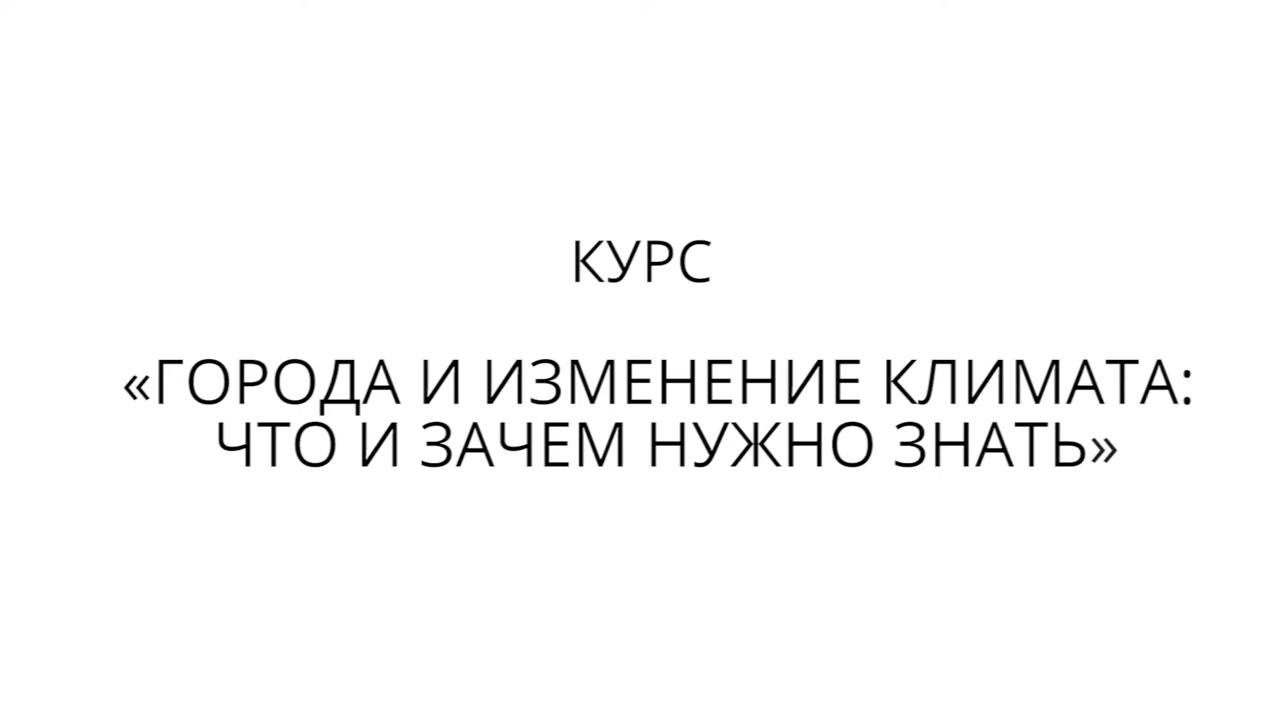 КУРС
«ГОРОДА И ИЗМЕНЕНИЕ КЛИМАТА:
ЧТО И ЗАЧЕМ НУЖНО ЗНАТЬ»